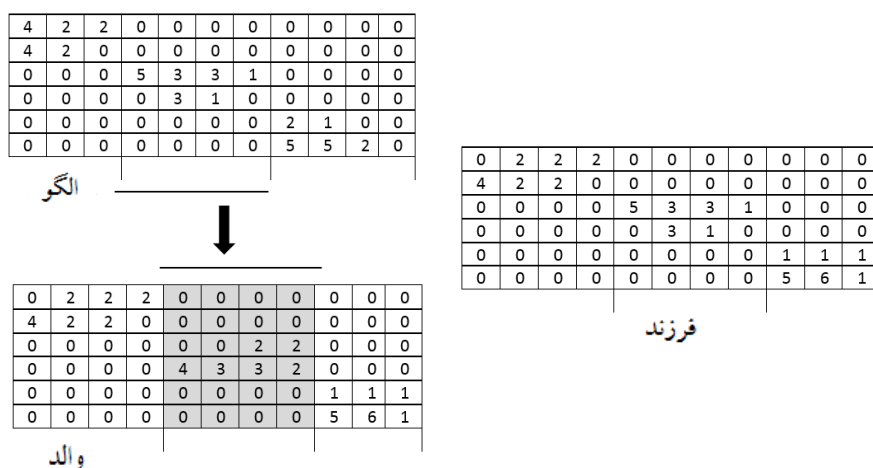 4 2 2 0 0 0 0 0 0 0 0
4 2 0 0 0 0 0 0 0 0 0
0 0 0 5 3 3 1 0 0 0 0
0 0 0 0 3 1 0 0 0 0 0
0 0 0 0 0 0 0 2 1 0 0
0 0 0 0 0 0 0 5 5 2 0
الگو
0 2 2 2 0 0 0 0 0 0 0
4 2 2 0 0 0 0 0 0 0 0
0 0 0 0 0 0 2 2 0 0 0
0 0 0 0 4 3 3 2 0 0 0
0 0 0 0 0 0 0 0 1 1 1
0 0 0 0 0 0 0 0 5 6 1
والد
0 2 2 2 0 0 0 0 0 0 0
4 2 2 0 0 0 0 0 0 0 0
0 0 0 0 5 3 3 1 0 0 0
0 0 0 0 0 3 1 0 0 0 0
0 0 0 0 0 0 0 0 1 1 1
0 0 0 0 0 0 0 0 5 6 1
فرزند